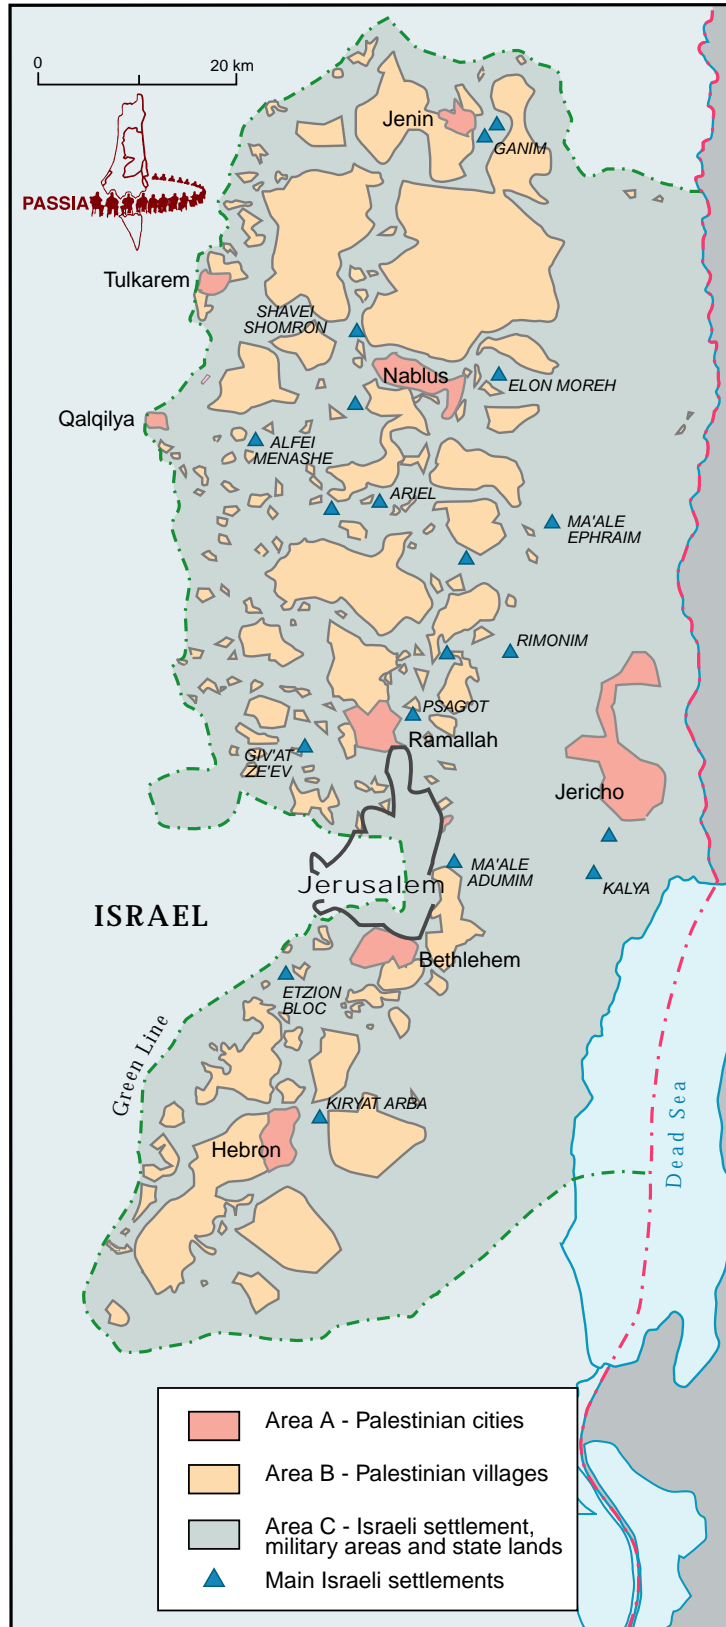 0
20 km
PASSIA
Jenin
GANIM
Tulkarem
SHAVEI
SHOMRON
Nablus
ELON MOREH
Qalqilya
ALFEI
MENASHE
ARIEL
MA'ALE
EPHRAIM
RIMONIM
PSAGOT
Ramallah
GIV'AT
ZE'EV
Jericho
MA'ALE
ADUMIM
KALYA
Jerusalem
ISRAEL
Bethlehem
ETZION
BLOC
Green Line
KIRYAT ARBA
Hebron
Dead Sea
Area A - Palestinian cities
Area B - Palestinian villages
Area C - Israeli settlement,
military areas and state lands
Main Israeli settlements